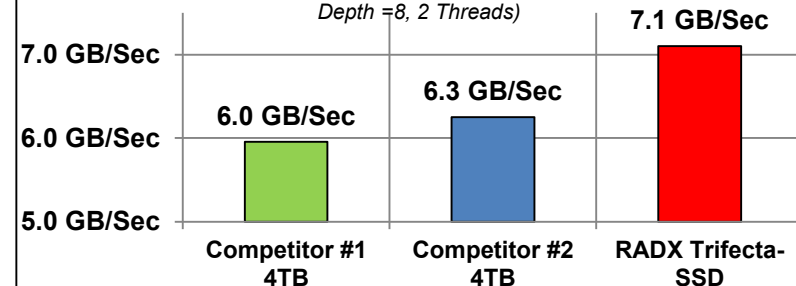 Depth =8, 2 Threads)
7.1 GB/Sec
7.0 GB/Sec
6.3 GB/Sec
6.0 GB/Sec
6.0 GB/Sec
5.0 GB/Sec
Competitor #1
4TB
Competitor #2
4TB
RADX Trifecta-
SSD